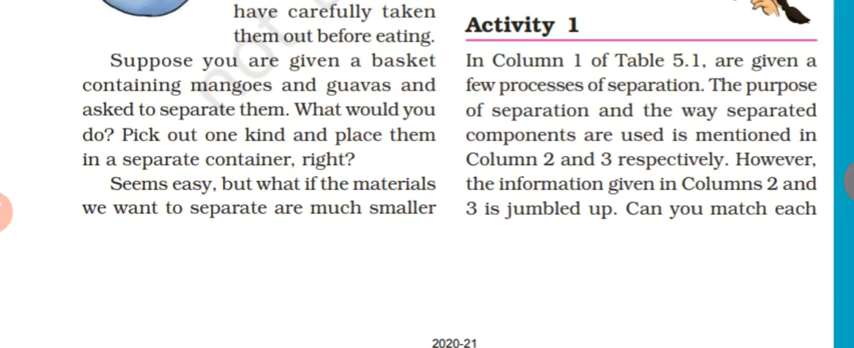 have carefully taken
them out before eating.
Suppose you are given a basket
containing mangoes and guavas and
asked to separate them. What would you
do? Pick out one kind and place them
in a separate container, right?
Seems easy, but what if the materials
we want to separate are much smaller
Activity 1
In Column 1 of Table 5.1, are given a
few processes of separation. The purpose
of separation and the way separated
components are used is mentioned in
Column 2 and 3 respectively. However,
the information given in Columns 2 and
3 is jumbled up. Can you match each
not
2020-21